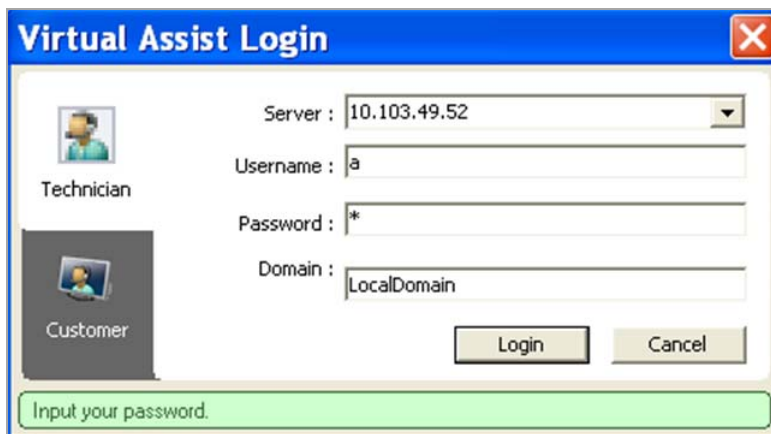 Virtual Assist Login
Server : 10.103.49.52
Technician
Username : a
Password : *
Domain : LocalDomain
Customer
Login Cancel
Input your password.